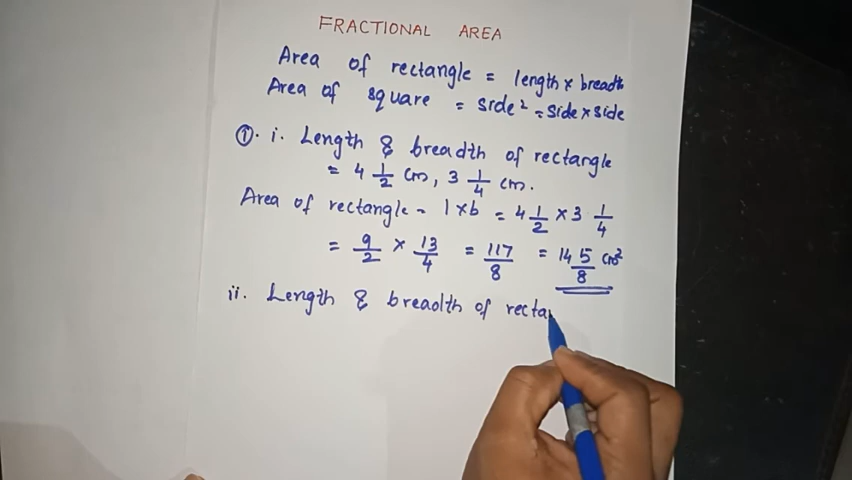 FRACTIONAL AREA
Area of rectangle = length × breadth
Area of square = side² = side × side
①. i. Length & breadth of rectangle
= 4 1/2 cm, 3 1/4 cm.
Area of rectangle = l × b = 4 1/2 × 3 1/4
= 9/2 × 13/4 = 117/8 = 14 5/8 cm²
ii. Length & breadth of recta